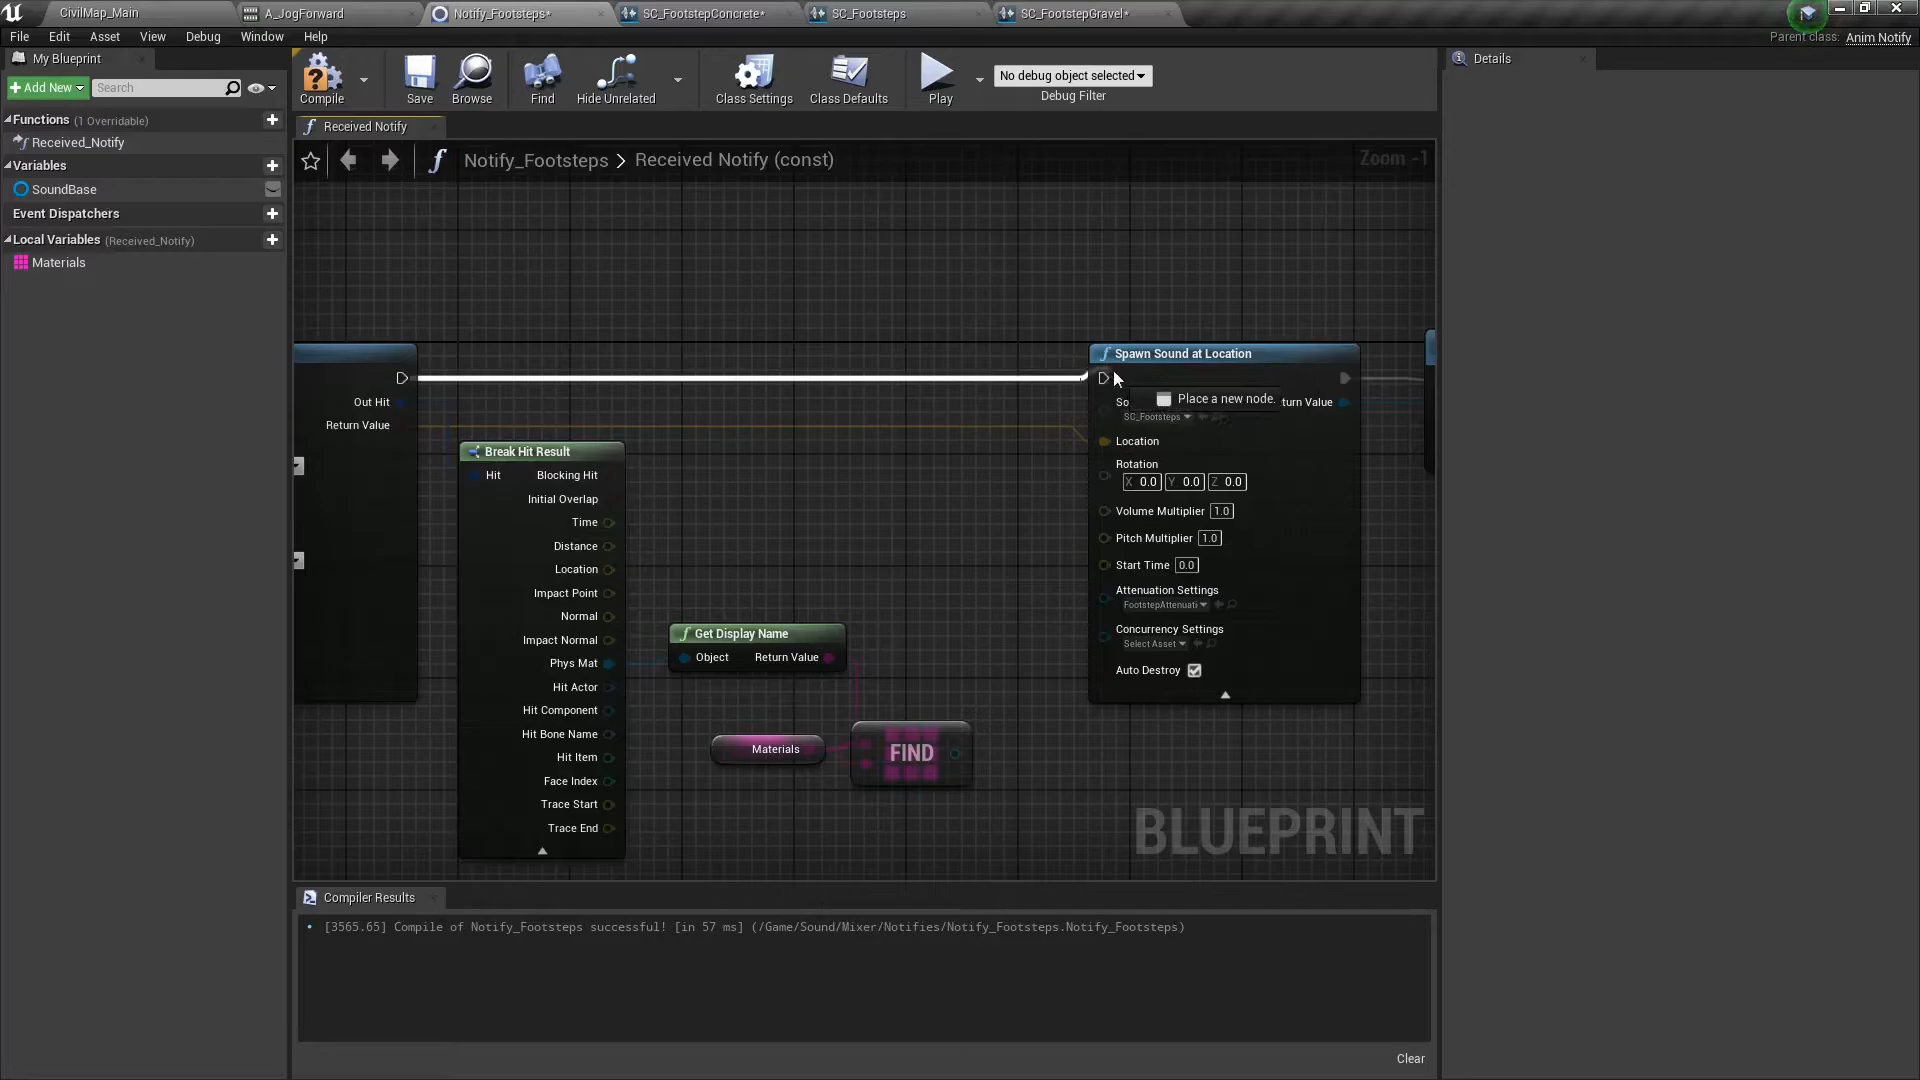 CivilMap_Main
A_JogForward
Notify_Footsteps*
SC_FootstepConcrete*
SC_Footsteps
SC_FootstepGravel*
File Edit Asset View Debug Window Help
Parent class: Anim Notify
My Blueprint
Add New
Search
Functions (1 Overridable)
Received_Notify
Variables
SoundBase
Event Dispatchers
Local Variables (Received_Notify)
Materials
Compile
Save
Browse
Find
Hide Unrelated
Class Settings
Class Defaults
Play
No debug object selected
Debug Filter
Details
Received Notify
Notify_Footsteps > Received Notify (const)
Zoom -1
Out Hit
Return Value
Break Hit Result
Hit
Blocking Hit
Initial Overlap
Time
Distance
Location
Impact Point
Normal
Impact Normal
Phys Mat
Hit Actor
Hit Component
Hit Bone Name
Hit Item
Face Index
Trace Start
Trace End
Get Display Name
Object Return Value
Materials
FIND
Spawn Sound at Location
Place a new node.
So
turn Value
SC_Footsteps
Location
Rotation
X 0.0 Y 0.0 Z 0.0
Volume Multiplier 1.0
Pitch Multiplier 1.0
Start Time 0.0
Attenuation Settings
FootstepAttenuati
Concurrency Settings
Select Asset
Auto Destroy
BLUEPRINT
Compiler Results
[3565.65] Compile of Notify_Footsteps successful! [in 57 ms] (/Game/Sound/Mixer/Notifies/Notify_Footsteps.Notify_Footsteps)
Clear